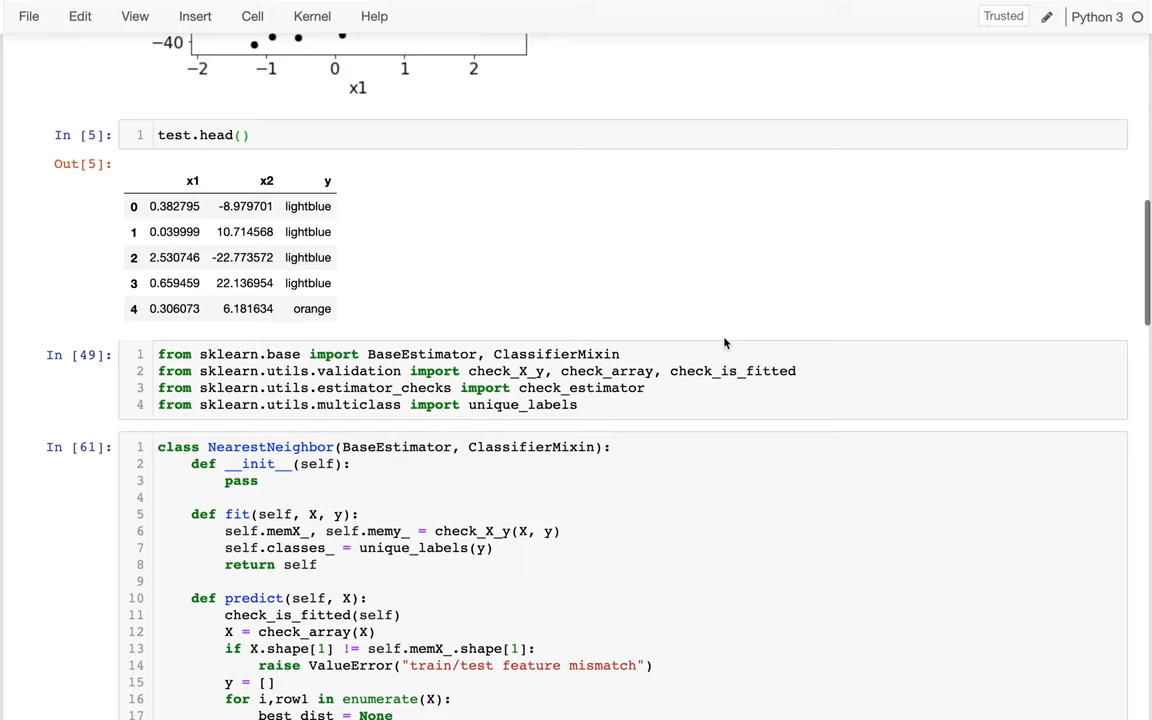 File Edit View Insert Cell Kernel Help Trusted Python 3
−40
−2 −1 0 1 2
x1
In [5]: 1 test.head()
Out[5]:
x1 x2 y
0 0.382795 -8.979701 lightblue
1 0.039999 10.714568 lightblue
2 2.530746 -22.773572 lightblue
3 0.659459 22.136954 lightblue
4 0.306073 6.181634 orange
In [49]: 1 from sklearn.base import BaseEstimator, ClassifierMixin
2 from sklearn.utils.validation import check_X_y, check_array, check_is_fitted
3 from sklearn.utils.estimator_checks import check_estimator
4 from sklearn.utils.multiclass import unique_labels
In [61]: 1 class NearestNeighbor(BaseEstimator, ClassifierMixin):
2     def __init__(self):
3         pass
4
5     def fit(self, X, y):
6         self.memX_, self.memy_ = check_X_y(X, y)
7         self.classes_ = unique_labels(y)
8         return self
9
10     def predict(self, X):
11         check_is_fitted(self)
12         X = check_array(X)
13         if X.shape[1] != self.memX_.shape[1]:
14             raise ValueError("train/test feature mismatch")
15         y = []
16         for i,row1 in enumerate(X):
17             best_dist = None